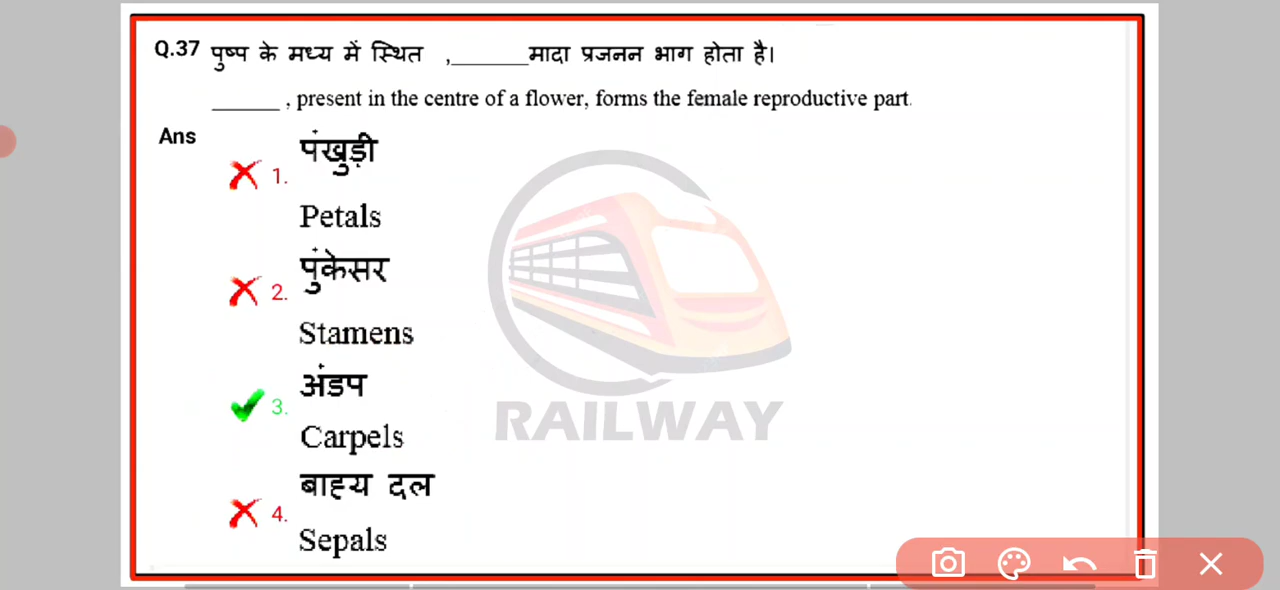 Q.37 पुष्प के मध्य में स्थित ,_______मादा प्रजनन भाग होता है।
______ , present in the centre of a flower, forms the female reproductive part.
Ans
1. पंखुड़ी
Petals
2. पुंकेसर
Stamens
3. अंडप
Carpels
4. बाह्य दल
Sepals
RAILWAY